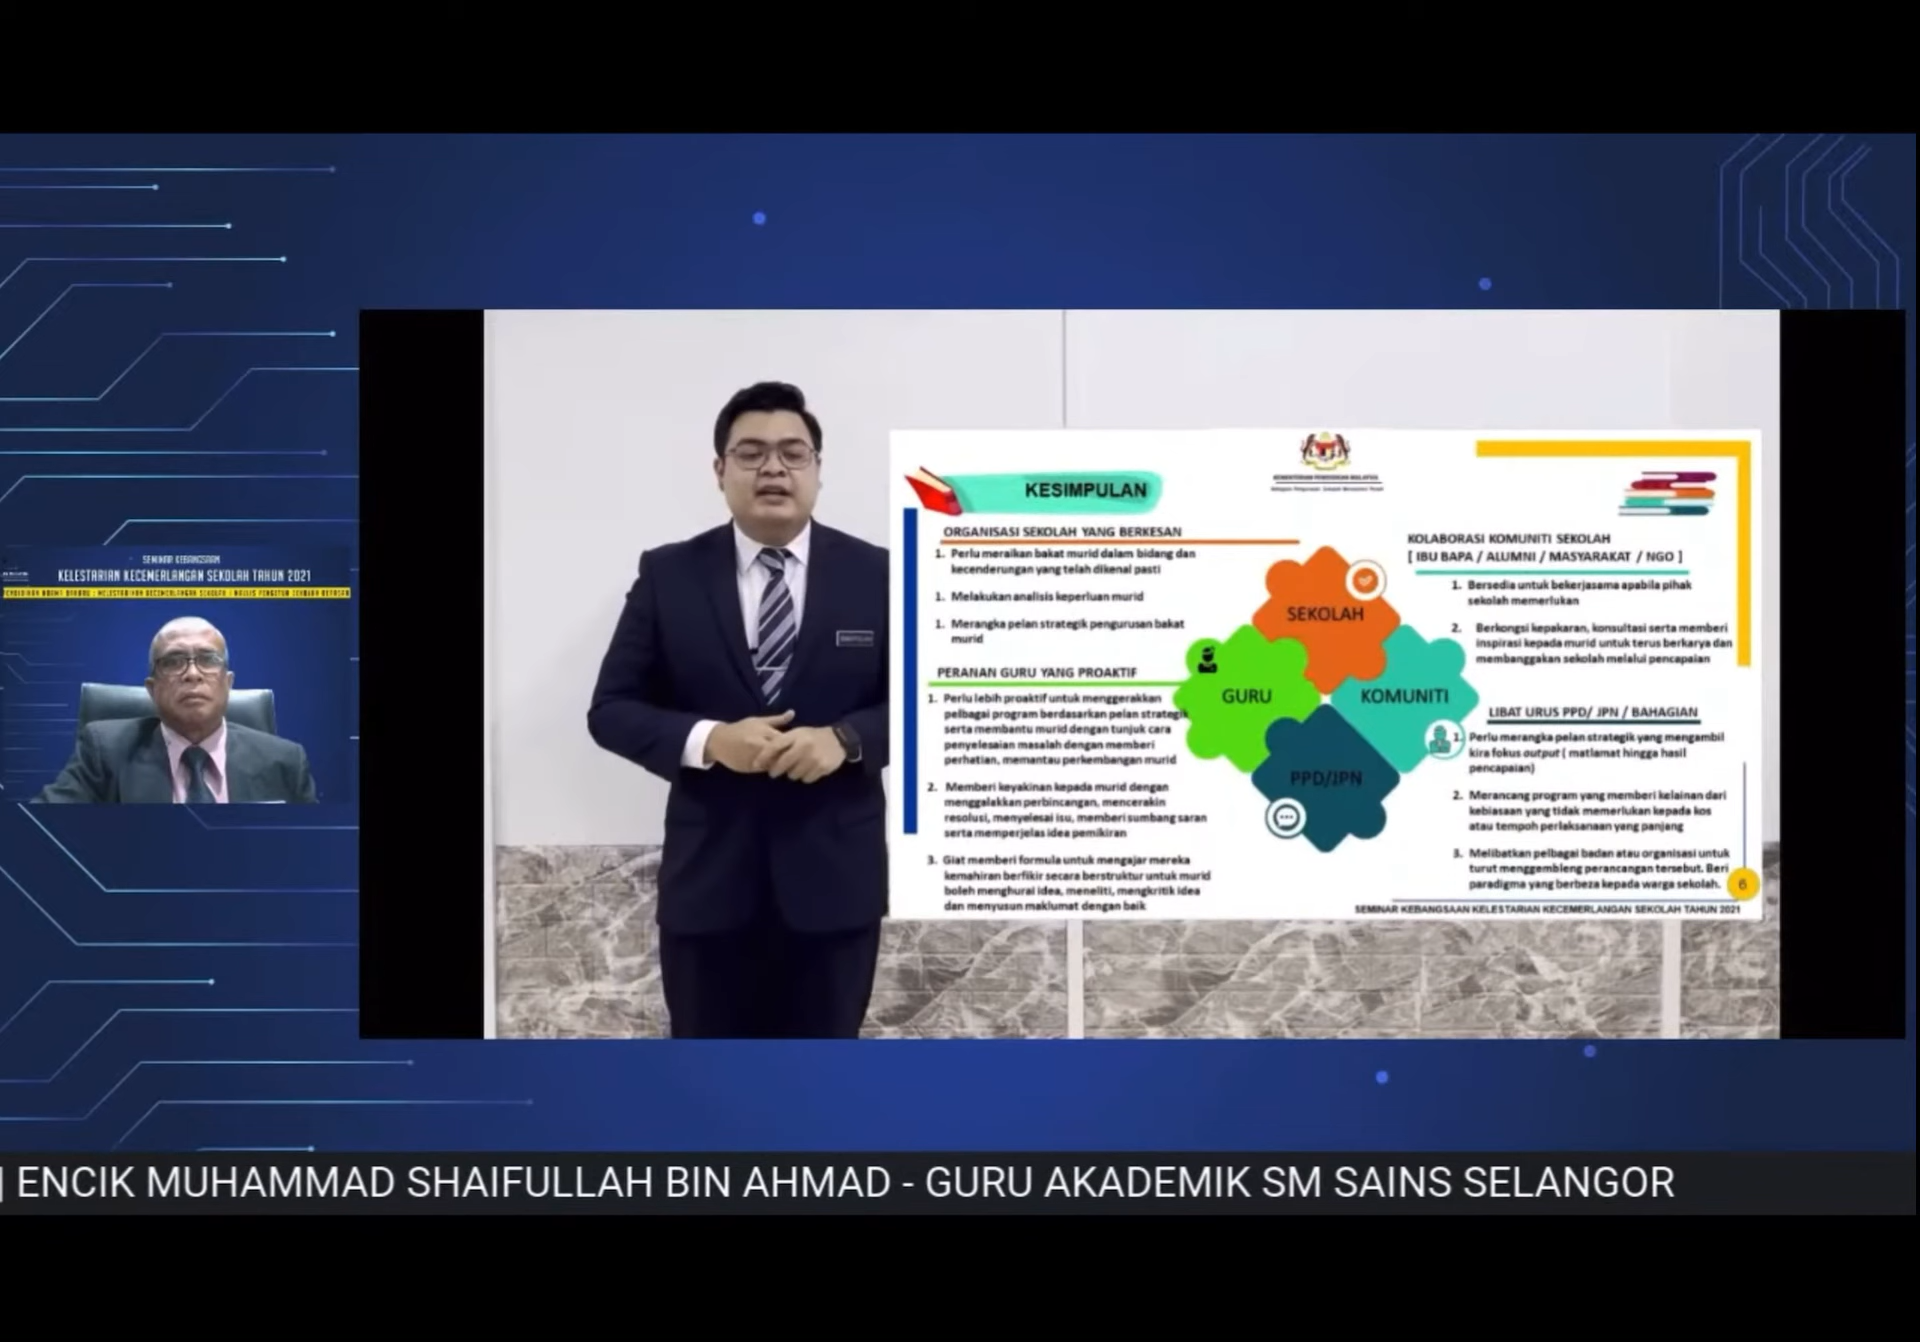 SEMINAR KEBANGSAAN
KELESTARIAN KECEMERLANGAN SEKOLAH TAHUN 2021
KEMENTERIAN PENDIDIKAN MALAYSIA
KESIMPULAN
ORGANISASI SEKOLAH YANG BERKESAN
1. Perlu meraikan bakat murid dalam bidang dan
kecenderungan yang telah dikenal pasti
1. Melakukan analisis keperluan murid
1. Merangka pelan strategik pengurusan bakat
murid
PERANAN GURU YANG PROAKTIF
1. Perlu lebih proaktif untuk menggerakkan
pelbagai program berdasarkan pelan strategik
serta membantu murid dengan tunjuk cara
penyelesaian masalah dengan memberi
perhatian, memantau perkembangan murid
2. Memberi keyakinan kepada murid dengan
menggalakkan perbincangan, mencerakin
resolusi, menyelesai isu, memberi sumbang saran
serta memperjelas idea pemikiran
3. Giat memberi formula untuk mengajar mereka
kemahiran berfikir secara berstruktur untuk murid
boleh menghurai idea, meneliti, mengkritik idea
dan menyusun maklumat dengan baik
SEKOLAH
GURU
KOMUNITI
PPD/JPN
KOLABORASI KOMUNITI SEKOLAH
[ IBU BAPA / ALUMNI / MASYARAKAT / NGO ]
1. Bersedia untuk bekerjasama apabila pihak
sekolah memerlukan
2. Berkongsi kepakaran, konsultasi serta memberi
inspirasi kepada murid untuk terus berkarya dan
membanggakan sekolah melalui pencapaian
LIBAT URUS PPD/ JPN / BAHAGIAN
1. Perlu merangka pelan strategik yang mengambil
kira fokus output ( matlamat hingga hasil
pencapaian)
2. Merancang program yang memberi kelainan dari
kebiasaan yang tidak memerlukan kepada kos
atau tempoh perlaksanaan yang panjang
3. Melibatkan pelbagai badan atau organisasi untuk
turut menggembleng perancangan tersebut. Beri
paradigma yang berbeza kepada warga sekolah.
6
SEMINAR KEBANGSAAN KELESTARIAN KECEMERLANGAN SEKOLAH TAHUN 2021
| ENCIK MUHAMMAD SHAIFULLAH BIN AHMAD - GURU AKADEMIK SM SAINS SELANGOR